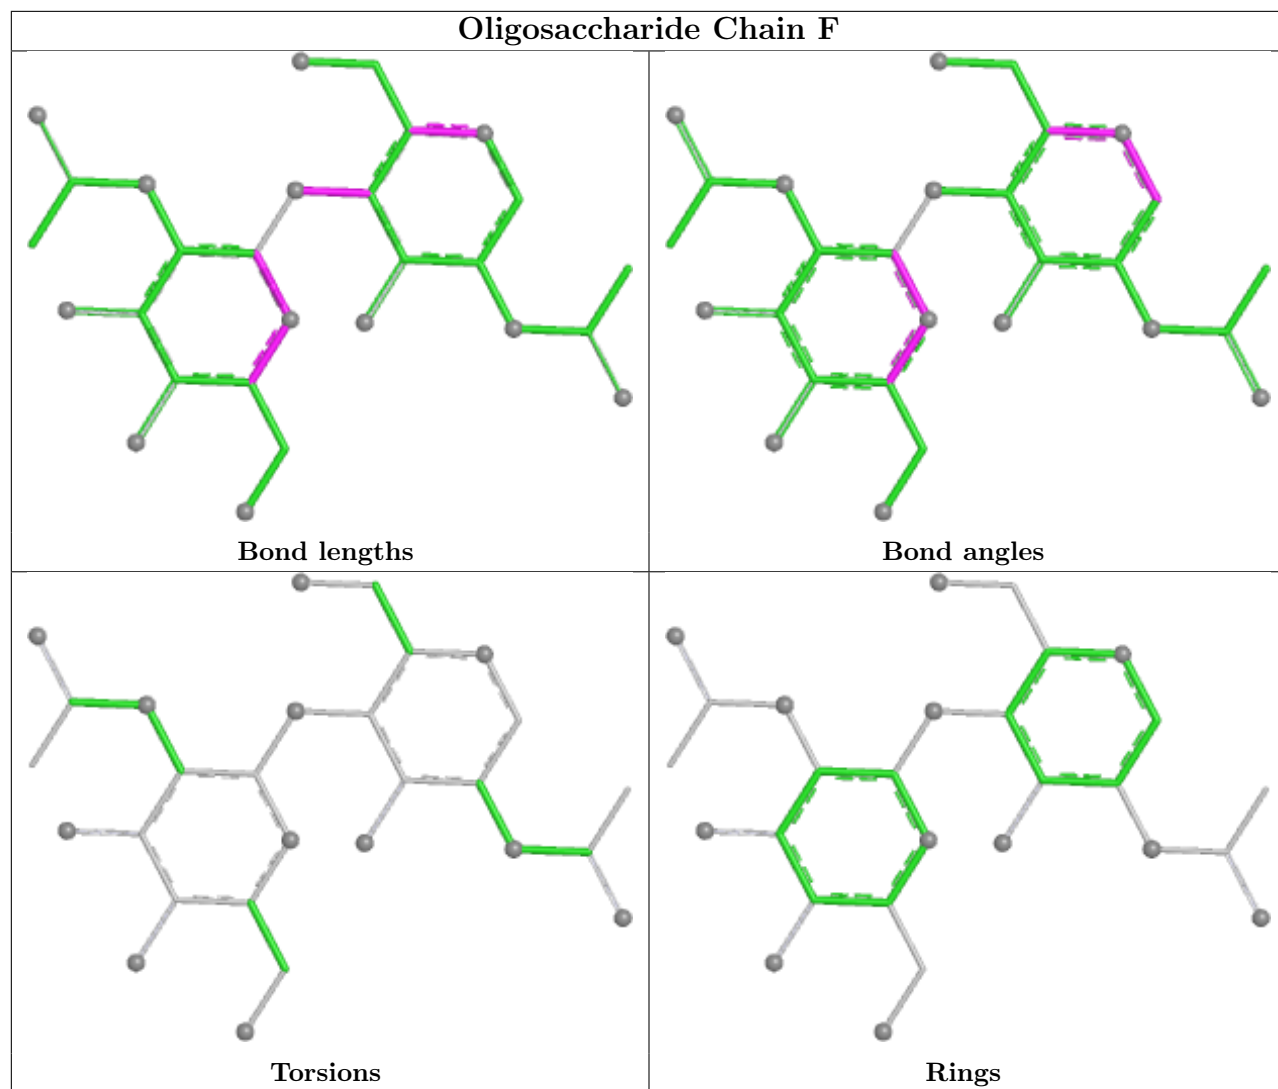 Oligosaccharide Chain F
Bond lengths
Bond angles
Torsions
Rings